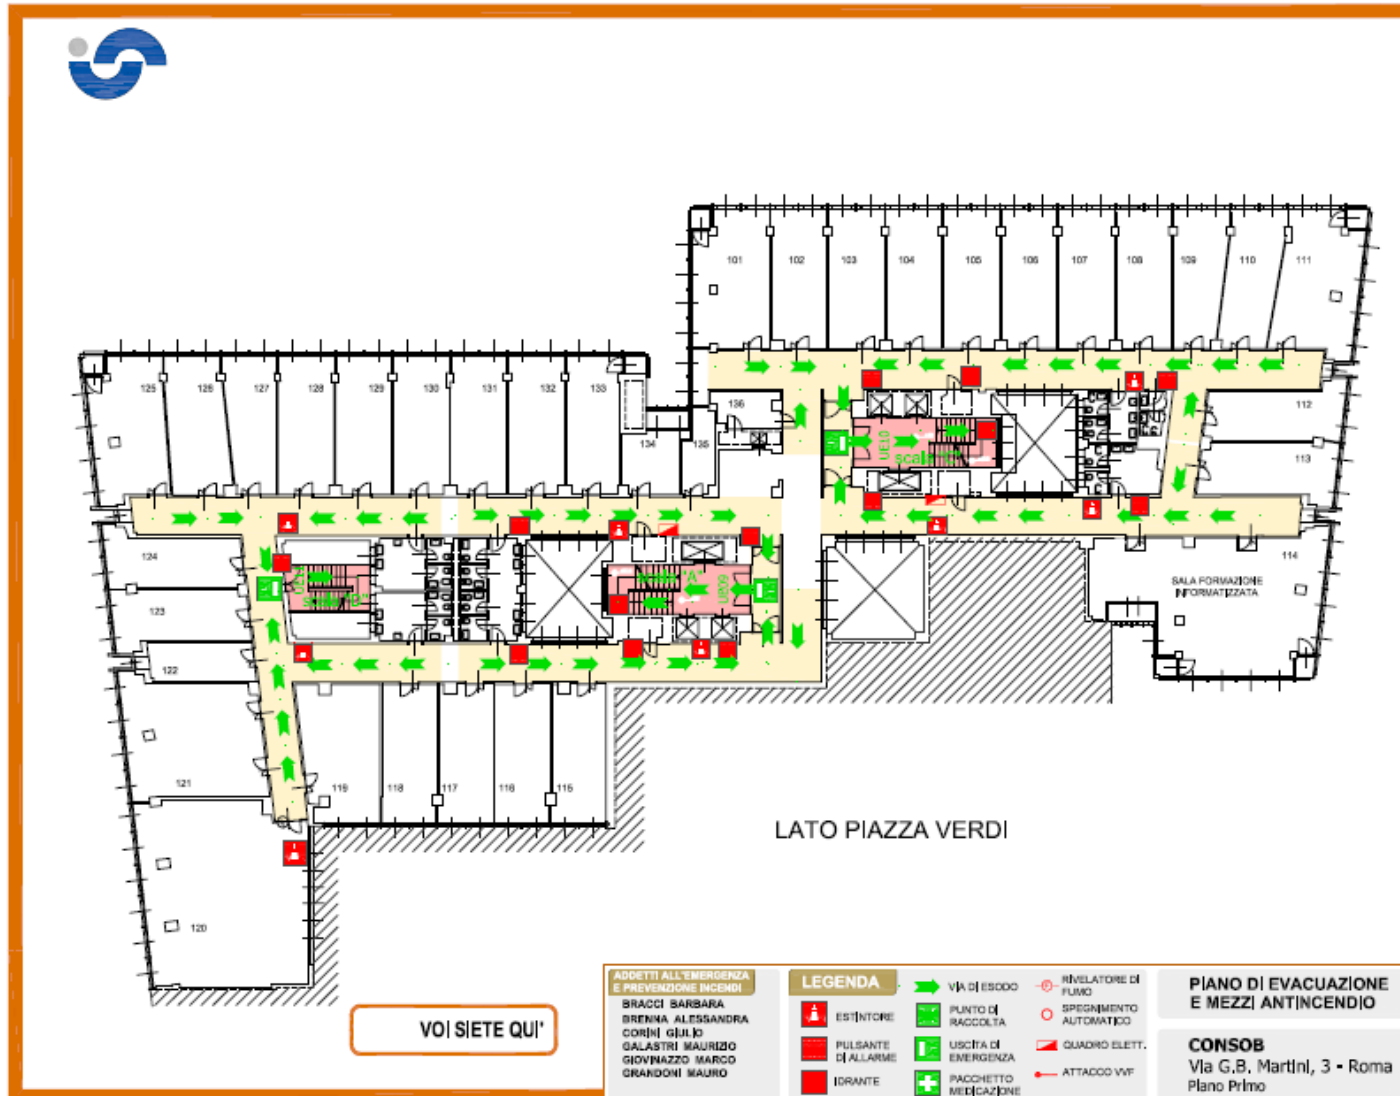 101 102 103 104 105 106 107 108 109 110 111
125 126 127 128 129 130 131 132 133
136
112
134 135
UE10
scala "C"
113
124
114
scala "A"
UE09
SALA FORMAZIONE
INFORMATIZZATA
scala "B"
123
122
121
119 118 117 116 115
LATO PIAZZA VERDI
120
VOI SIETE QUI'
ADDETTI ALL'EMERGENZA
E PREVENZIONE INCENDI
BRACCI BARBARA
BRENNA ALESSANDRA
CORINI GIULIO
GALASTRI MAURIZIO
GIOVINAZZO MARCO
GRANDONI MAURO
LEGENDA
ESTINTORE
PULSANTE
DI ALLARME
IDRANTE
VIA DI ESODO
PUNTO DI
RACCOLTA
USCITA DI
EMERGENZA
PACCHETTO
MEDICAZIONE
RIVELATORE DI
FUMO
SPEGNIMENTO
AUTOMATICO
QUADRO ELETT.
ATTACCO VVF
PIANO DI EVACUAZIONE
E MEZZI ANTINCENDIO
CONSOB
Via G.B. Martini, 3 - Roma
Piano Primo